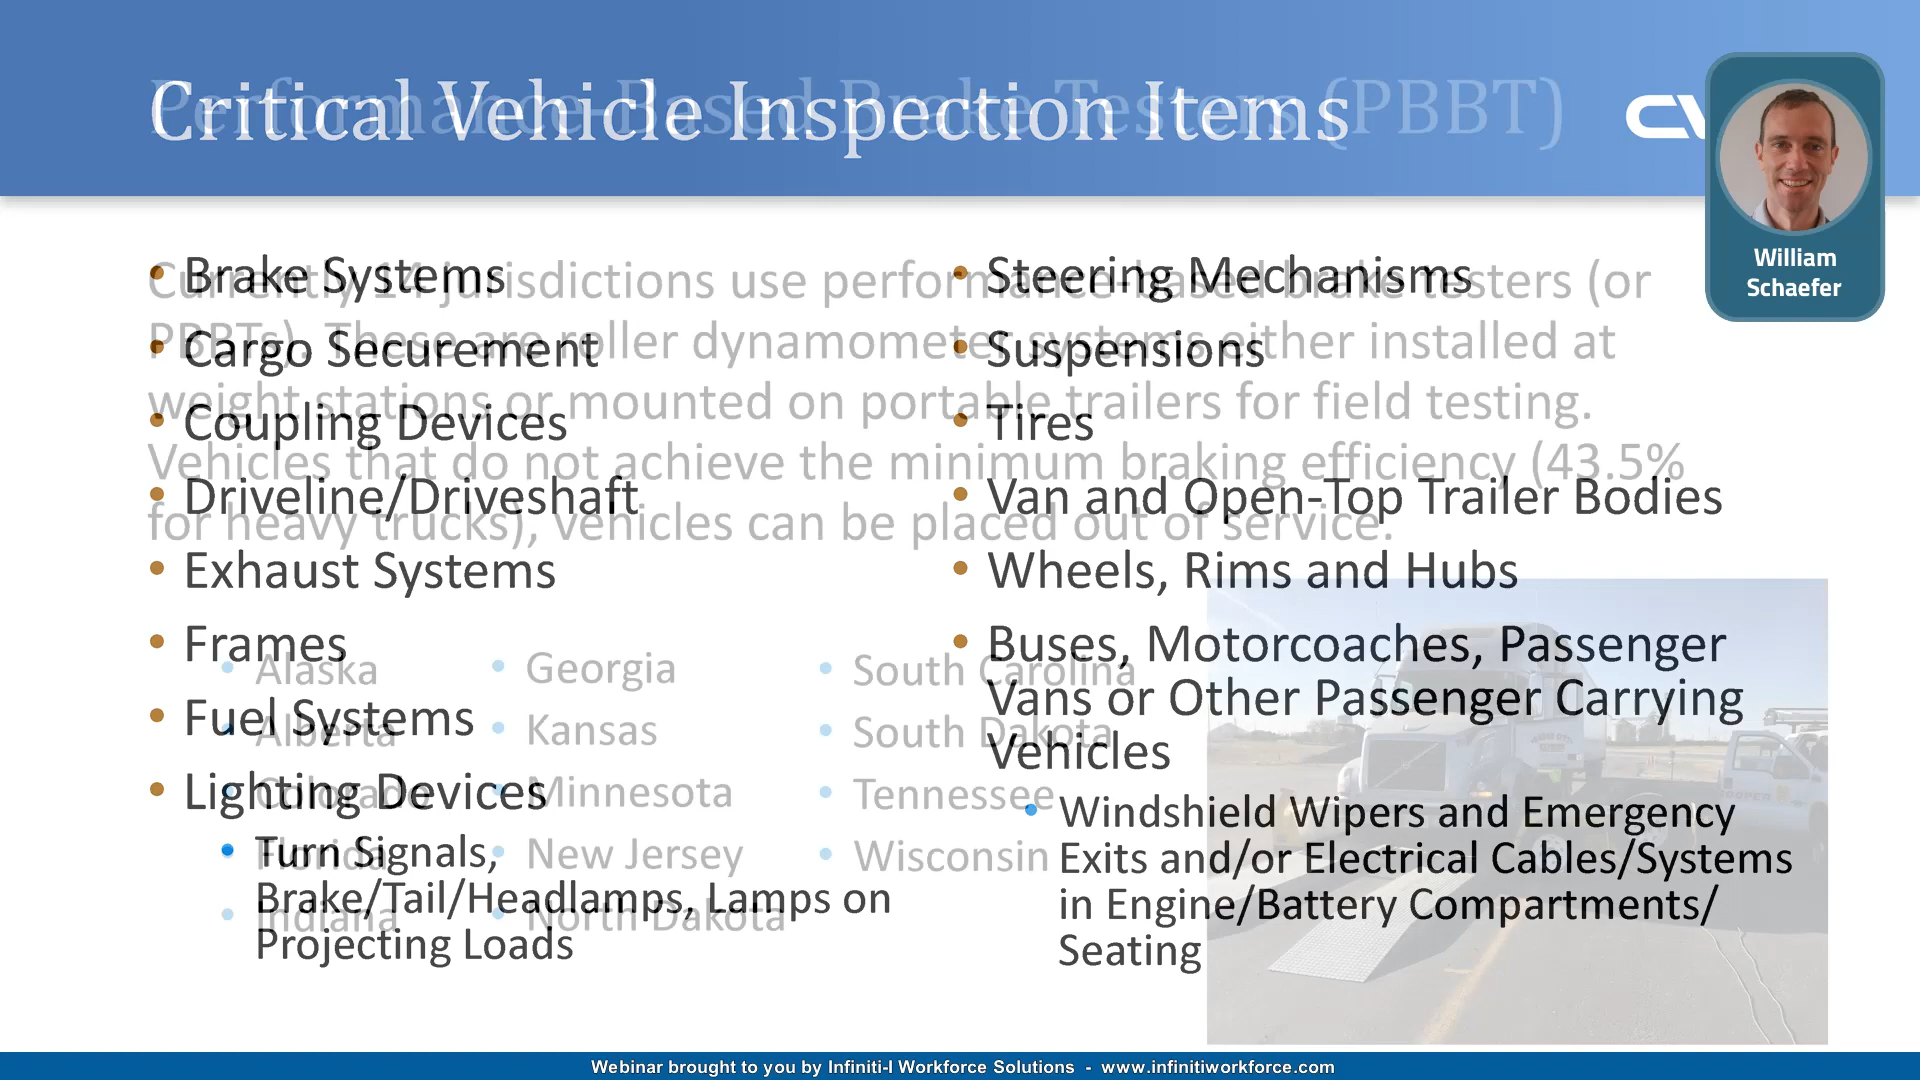 Critical Vehicle Inspection Items
Performance-Based Brake Testers (PBBT)
CV
William
Schaefer
• Brake Systems
• Cargo Securement
• Coupling Devices
• Driveline/Driveshaft
• Exhaust Systems
• Frames
• Fuel Systems
• Lighting Devices
• Turn Signals,
Brake/Tail/Headlamps, Lamps on
Projecting Loads
• Steering Mechanisms
• Suspensions
• Tires
• Van and Open-Top Trailer Bodies
• Wheels, Rims and Hubs
• Buses, Motorcoaches, Passenger
Vans or Other Passenger Carrying
Vehicles
• Windshield Wipers and Emergency
Exits and/or Electrical Cables/Systems
in Engine/Battery Compartments/
Seating
Currently 14 jurisdictions use performance-based brake testers (or
PBBTs). These are roller dynamometer systems either installed at
weight stations or mounted on portable trailers for field testing.
Vehicles that do not achieve the minimum braking efficiency (43.5%
for heavy trucks), vehicles can be placed out of service.
• Alaska
• Alberta
• Colorado
• Florida
• Indiana
• Georgia
• Kansas
• Minnesota
• New Jersey
• North Dakota
• South Carolina
• South Dakota
• Tennessee
• Wisconsin
Webinar brought to you by Infiniti-I Workforce Solutions - www.infinitiworkforce.com